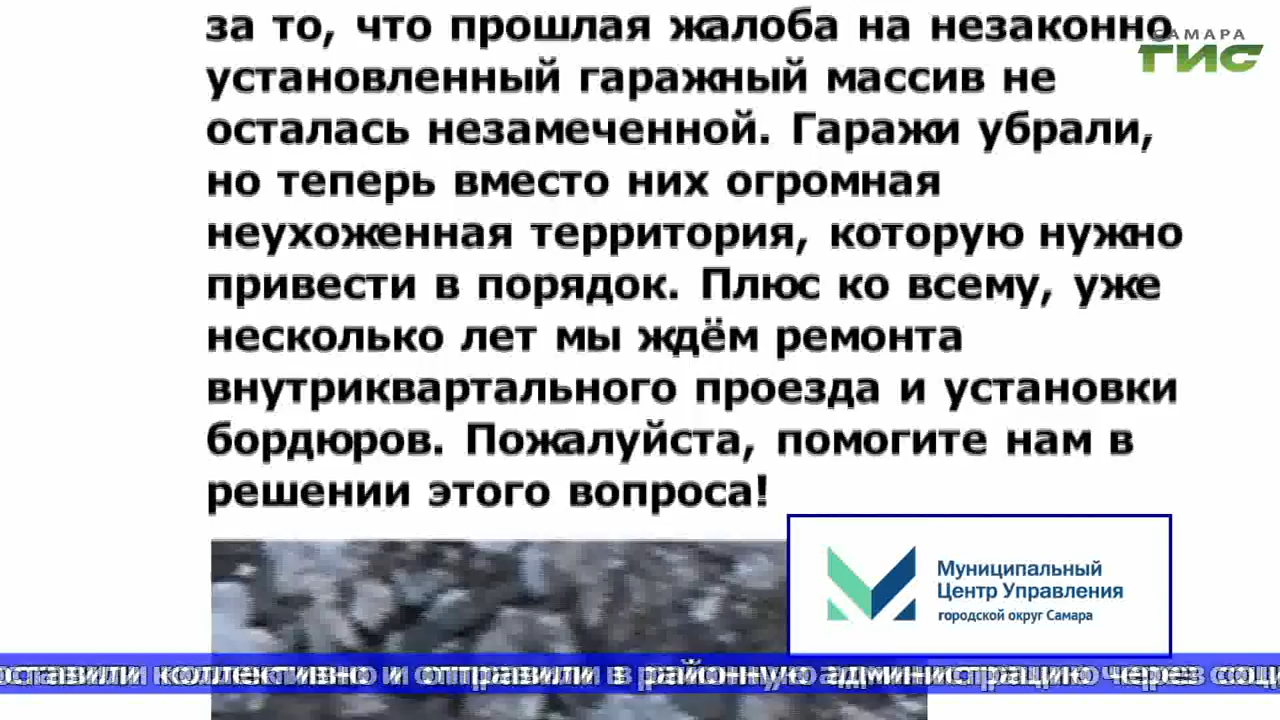 за то, что прошлая жалоба на незаконно
САМАРА
ГИС
установленный гаражный массив не
осталась незамеченной. Гаражи убрали,
но теперь вместо них огромная
неухоженная территория, которую нужно
привести в порядок. Плюс ко всему, уже
несколько лет мы ждём ремонта
внутриквартального проезда и установки
бордюров. Пожалуйста, помогите нам в
решении этого вопроса!
Муниципальный
Центр Управления
городской округ Самара
оставили коллективно и отправили в районную администрацию через соци